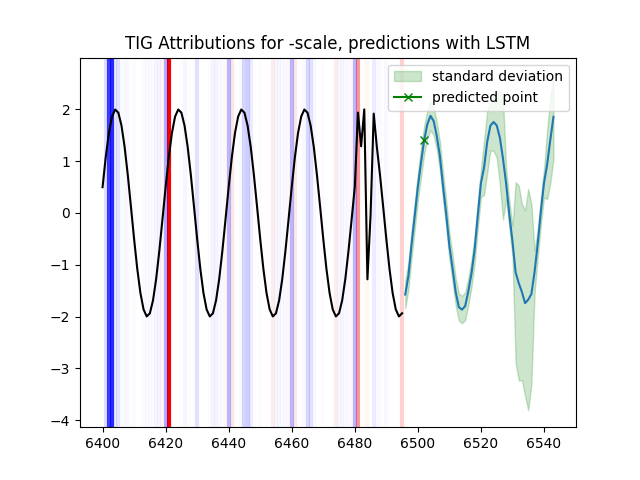 TIG Attributions for -scale, predictions with LSTM
standard deviation
predicted point
2
1
0
−1
−2
−3
−4
6400 6420 6440 6460 6480 6500 6520 6540